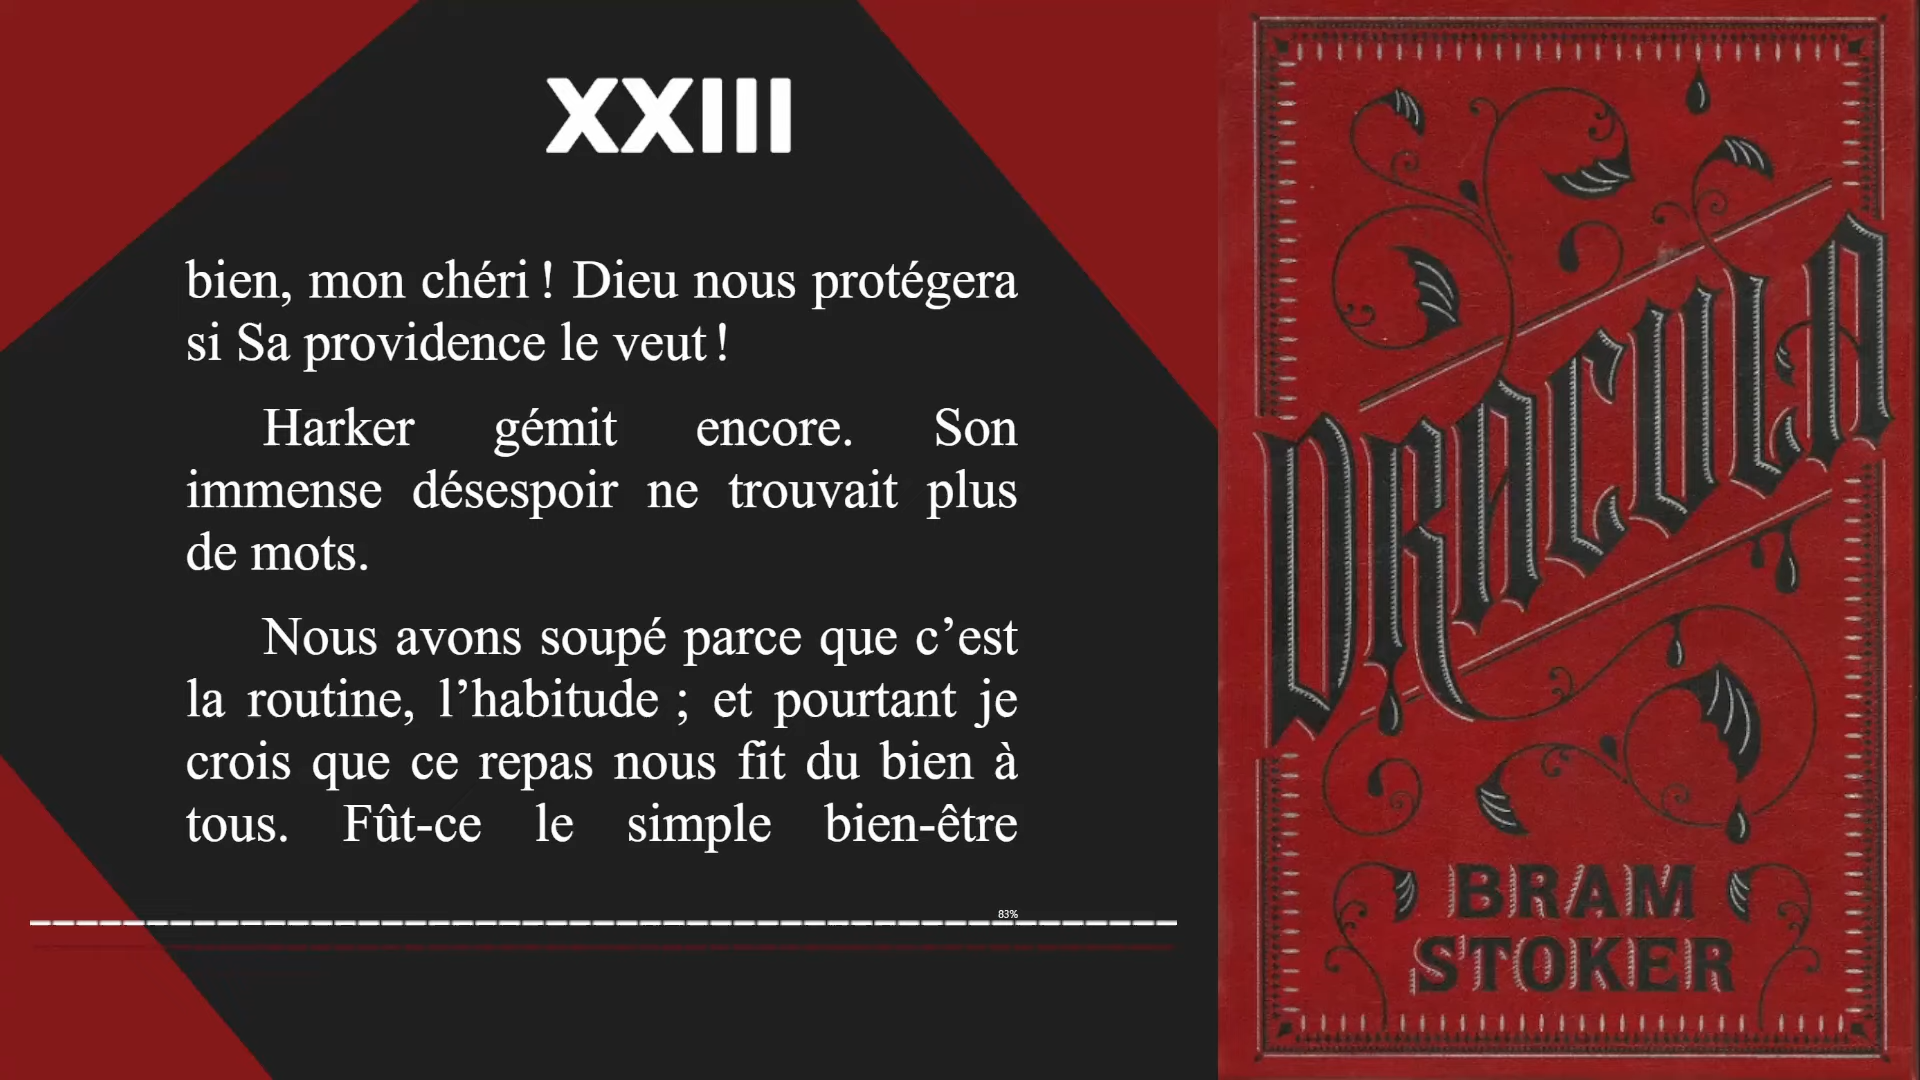 XXIII
bien, mon chéri ! Dieu nous protégera
si Sa providence le veut !
Harker gémit encore. Son
immense désespoir ne trouvait plus
de mots.
Nous avons soupé parce que c’est
la routine, l’habitude ; et pourtant je
crois que ce repas nous fit du bien à
tous. Fût-ce le simple bien-être
83%
DRACULA
BRAM
STOKER